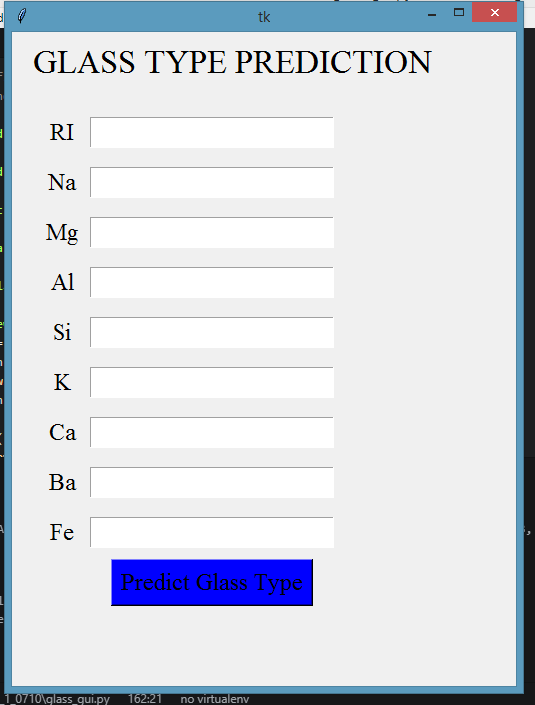 tk
GLASS TYPE PREDICTION
RI
Na
Mg
Al
Si
K
Ca
Ba
Fe
Predict Glass Type
_1_0710\glass_gui.py 162:21 no virtualenv